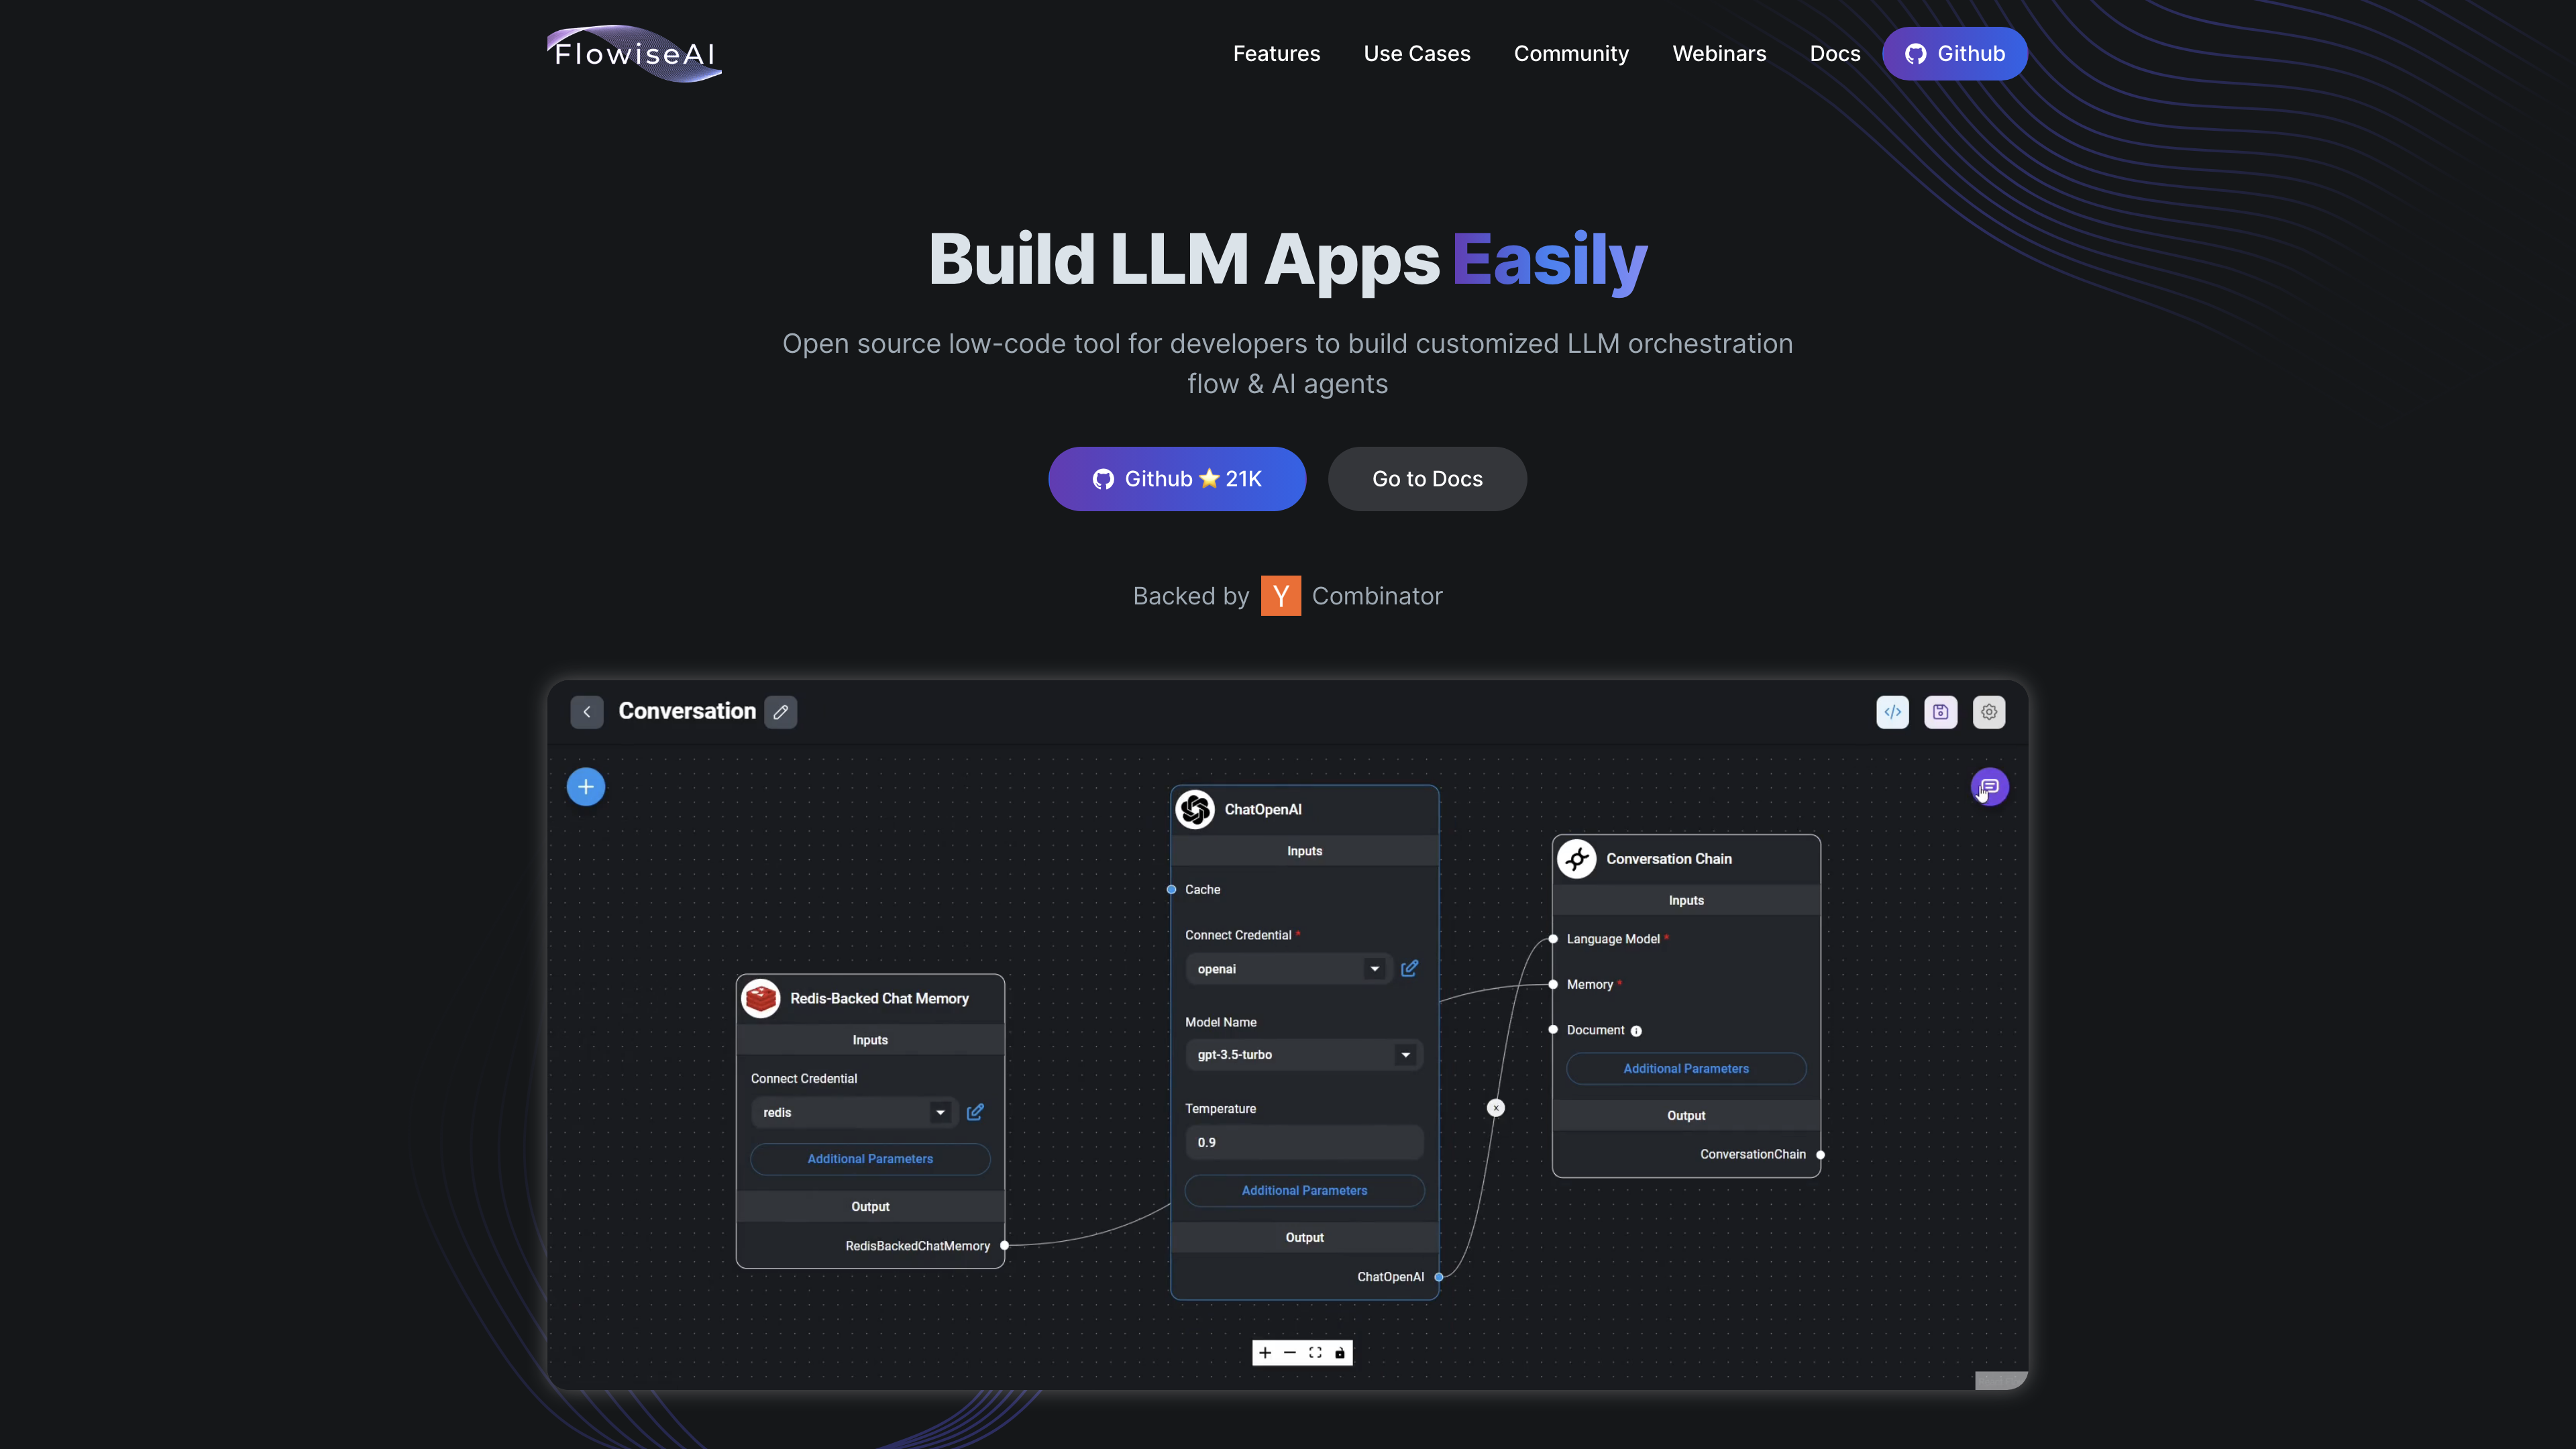 FlowiseAI
Features
Use Cases
Community
Webinars
Docs
Github
Build LLM Apps Easily
Open source low-code tool for developers to build customized LLM orchestration
flow & AI agents
Github ⭐ 21K
Go to Docs
Backed by Y Combinator
Conversation
Redis-Backed Chat Memory
Inputs
Connect Credential
redis
Additional Parameters
Output
RedisBackedChatMemory
ChatOpenAI
Inputs
Cache
Connect Credential *
openai
Model Name
gpt-3.5-turbo
Temperature
0.9
Additional Parameters
Output
ChatOpenAI
Conversation Chain
Inputs
Language Model *
Memory *
Document
Additional Parameters
Output
ConversationChain